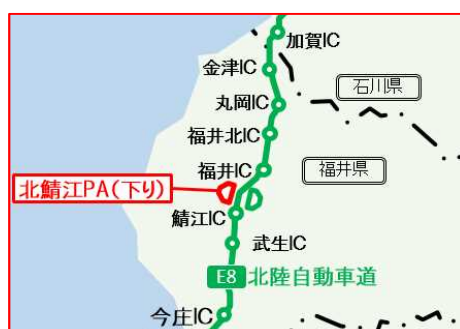 加賀IC
金津IC
石川県
丸岡IC
福井北IC
福井IC
福井県
北鯖江PA(下り)
鯖江IC
武生IC
E8 北陸自動車道
今庄IC